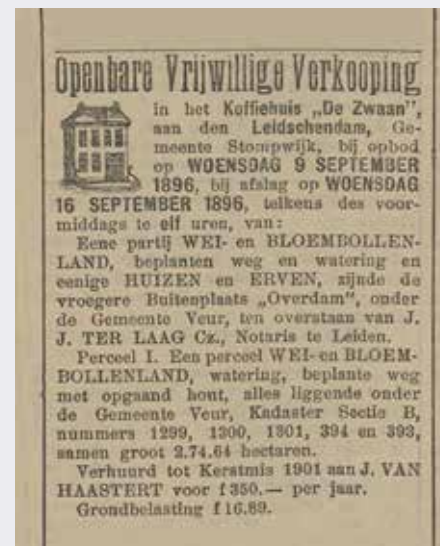 Openbare Vrijwillige Verkooping
in het Koffiehuis „De Zwaan”,
aan den Leidschendam, Ge-
meente Stompwijk, bij opbod
op WOENSDAG 9 SEPTEMBER
1896, bij afslag op WOENSDAG
16 SEPTEMBER 1896, telkens des voor-
middags te elf uren, van:
Eene partij WEI- en BLOEMBOLLEN-
LAND, beplanten weg en watering en
eenige HUIZEN en ERVEN, zijnde de
vroegere Buitenplaats „Overdam”, onder
de Gemeente Veur, ten overstaan van J.
J. TER LAAG Cz., Notaris te Leiden.
Perceel 1. Een perceel WEI- en BLOEM-
BOLLENLAND, watering, beplante weg
met opgaand hout, alles liggende onder
de Gemeente Veur, Kadaster Sectie B,
nummers 1299, 1300, 1301, 394 en 393,
samen groot 2.74.64 hectaren.
Verhuurd tot Kerstmis 1901 aan J. VAN
HAASTERT voor f 350.— per jaar.
Grondbelasting f 16.89.